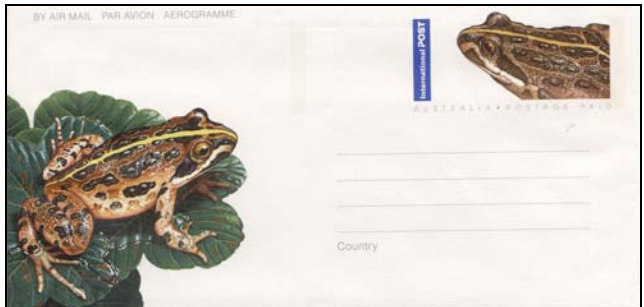 BY AIR MAIL PAR AVION . AEROGRAMME
International POST
AUSTRALIA • POSTAGE PAID
Country